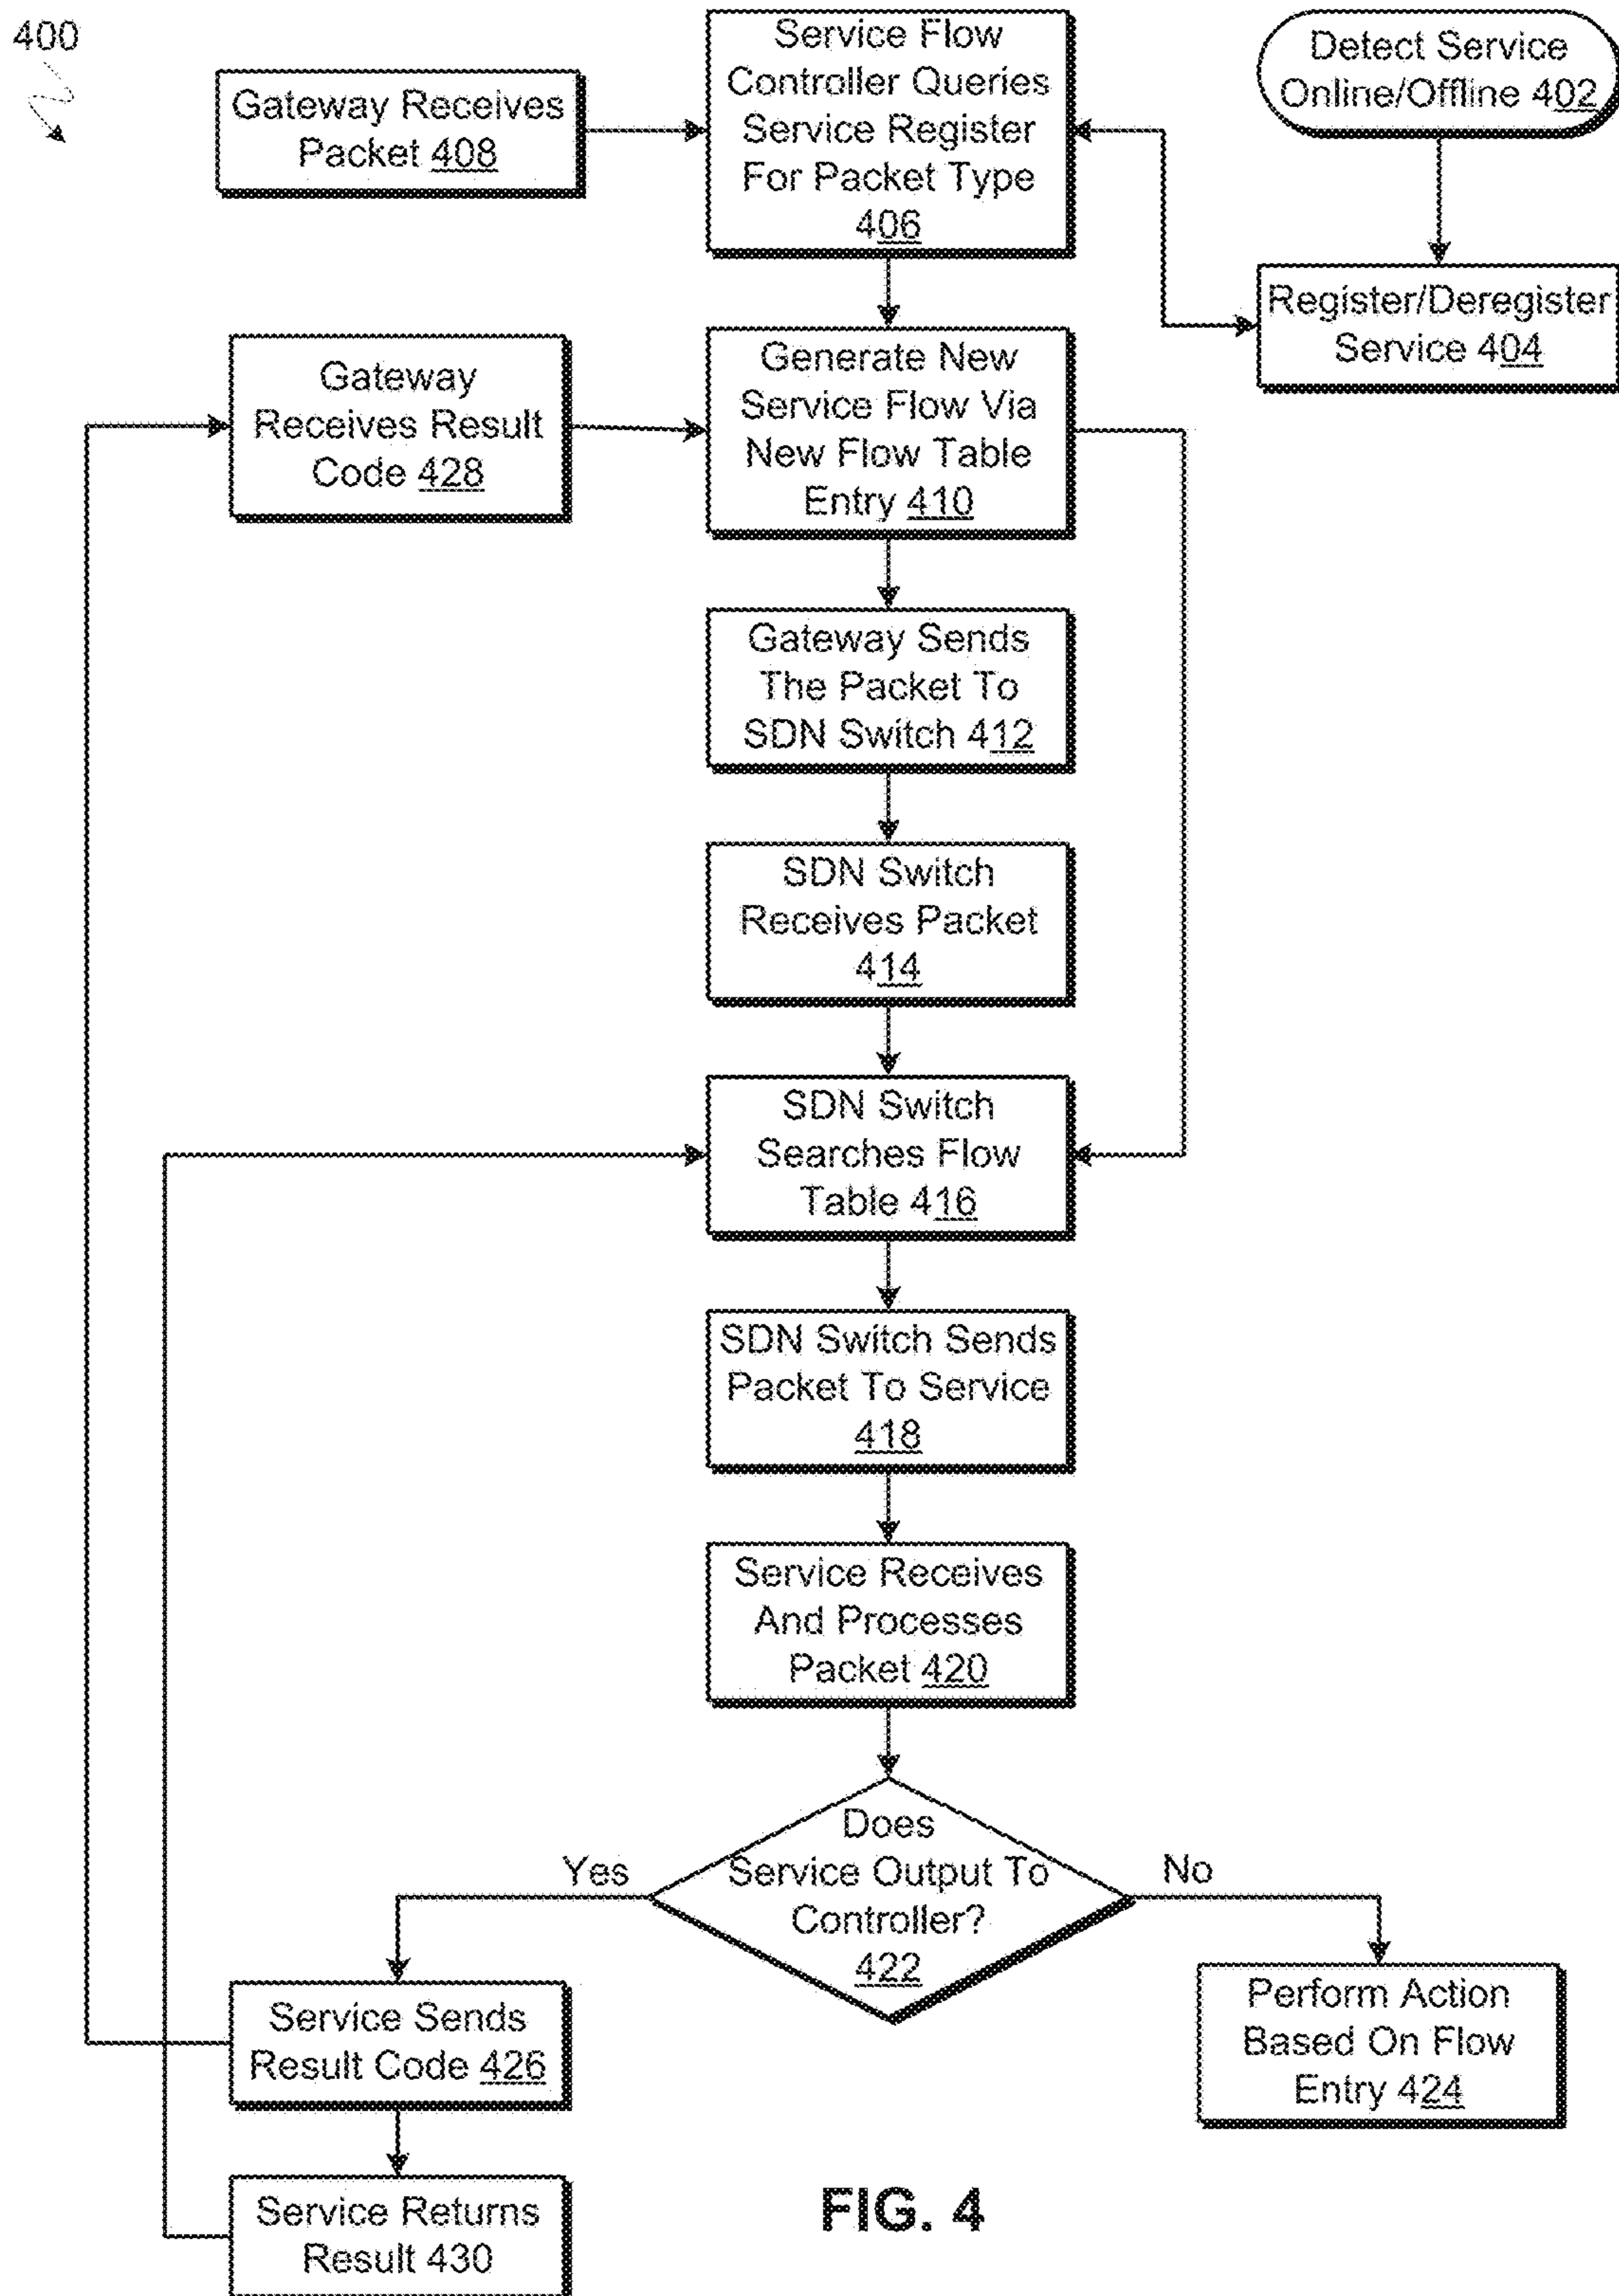 400
Service Flow
Controller Queries
Service Register
For Packet Type
406
Detect Service
Online/Offline 402
Gateway Receives
Packet 408
Register/Deregister
Service 404
Gateway
Receives Result
Code 428
Generate New
Service Flow Via
New Flow Table
Entry 410
Gateway Sends
The Packet To
SDN Switch 412
SDN Switch
Receives Packet
414
SDN Switch
Searches Flow
Table 416
SDN Switch Sends
Packet To Service
418
Service Receives
And Processes
Packet 420
Does
Service Output To
Controller?
422
Yes
No
Service Sends
Result Code 426
Perform Action
Based On Flow
Entry 424
Service Returns
Result 430
FIG. 4